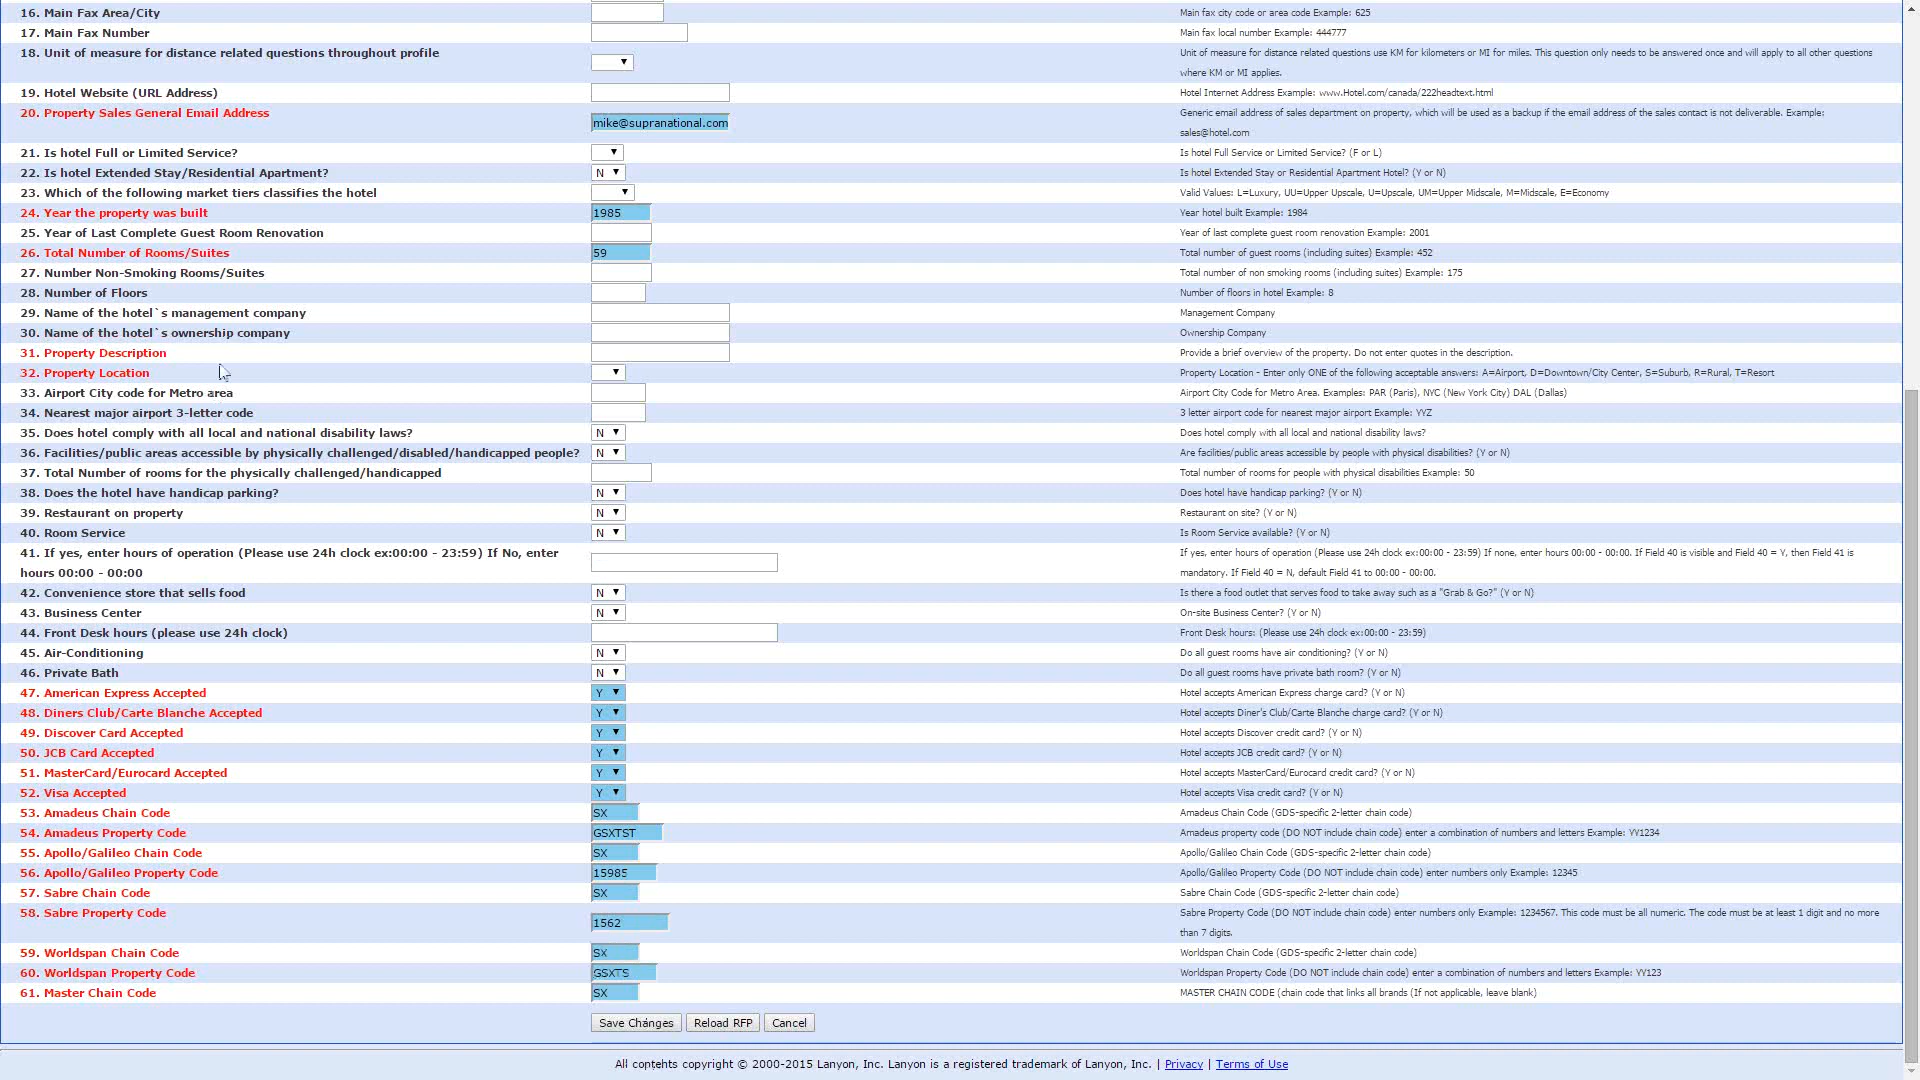 16. Main Fax Area/City Main fax city code or area code Example: 625
17. Main Fax Number Main fax local number Example: 444777
18. Unit of measure for distance related questions throughout profile Unit of measure for distance related questions use KM for kilometers or MI for miles. This question only needs to be answered once and will apply to all other questions
where KM or MI applies.
19. Hotel Website (URL Address) Hotel Internet Address Example: www.Hotel.com/canada/222headtext.html
20. Property Sales General Email Address mike@supranational.com Generic email address of sales department on property, which will be used as a backup if the email address of the sales contact is not deliverable. Example:
sales@hotel.com
21. Is hotel Full or Limited Service? Is hotel Full Service or Limited Service? (F or L)
22. Is hotel Extended Stay/Residential Apartment? N Is hotel Extended Stay or Residential Apartment Hotel? (Y or N)
23. Which of the following market tiers classifies the hotel Valid Values: L=Luxury, UU=Upper Upscale, U=Upscale, UM=Upper Midscale, M=Midscale, E=Economy
24. Year the property was built 1985 Year hotel built Example: 1984
25. Year of Last Complete Guest Room Renovation Year of last complete guest room renovation Example: 2001
26. Total Number of Rooms/Suites 59 Total number of guest rooms (including suites) Example: 452
27. Number Non-Smoking Rooms/Suites Total number of non smoking rooms (including suites) Example: 175
28. Number of Floors Number of floors in hotel Example: 8
29. Name of the hotel`s management company Management Company
30. Name of the hotel`s ownership company Ownership Company
31. Property Description Provide a brief overview of the property. Do not enter quotes in the description.
32. Property Location Property Location - Enter only ONE of the following acceptable answers: A=Airport, D=Downtown/City Center, S=Suburb, R=Rural, T=Resort
33. Airport City code for Metro area Airport City Code for Metro Area. Examples: PAR (Paris), NYC (New York City) DAL (Dallas)
34. Nearest major airport 3-letter code 3 letter airport code for nearest major airport Example: YYZ
35. Does hotel comply with all local and national disability laws? N Does hotel comply with all local and national disability laws?
36. Facilities/public areas accessible by physically challenged/disabled/handicapped people? N Are facilities/public areas accessible by people with physical disabilities? (Y or N)
37. Total Number of rooms for the physically challenged/handicapped Total number of rooms for people with physical disabilities Example: 50
38. Does the hotel have handicap parking? N Does hotel have handicap parking? (Y or N)
39. Restaurant on property N Restaurant on site? (Y or N)
40. Room Service N Is Room Service available? (Y or N)
41. If yes, enter hours of operation (Please use 24h clock ex:00:00 - 23:59) If No, enter If yes, enter hours of operation (Please use 24h clock ex:00:00 - 23:59) If none, enter hours 00:00 - 00:00. If Field 40 is visible and Field 40 = Y, then Field 41 is
hours 00:00 - 00:00 mandatory. If Field 40 = N, default Field 41 to 00:00 - 00:00.
42. Convenience store that sells food N Is there a food outlet that serves food to take away such as a "Grab & Go?" (Y or N)
43. Business Center N On-site Business Center? (Y or N)
44. Front Desk hours (please use 24h clock) Front Desk hours: (Please use 24h clock ex:00:00 - 23:59)
45. Air-Conditioning N Do all guest rooms have air conditioning? (Y or N)
46. Private Bath N Do all guest rooms have private bath room? (Y or N)
47. American Express Accepted Y Hotel accepts American Express charge card? (Y or N)
48. Diners Club/Carte Blanche Accepted Y Hotel accepts Diner's Club/Carte Blanche charge card? (Y or N)
49. Discover Card Accepted Y Hotel accepts Discover credit card? (Y or N)
50. JCB Card Accepted Y Hotel accepts JCB credit card? (Y or N)
51. MasterCard/Eurocard Accepted Y Hotel accepts MasterCard/Eurocard credit card? (Y or N)
52. Visa Accepted Y Hotel accepts Visa credit card? (Y or N)
53. Amadeus Chain Code SX Amadeus Chain Code (GDS-specific 2-letter chain code)
54. Amadeus Property Code GSXTST Amadeus property code (DO NOT include chain code) enter a combination of numbers and letters Example: YY1234
55. Apollo/Galileo Chain Code SX Apollo/Galileo Chain Code (GDS-specific 2-letter chain code)
56. Apollo/Galileo Property Code 15985 Apollo/Galileo Property Code (DO NOT include chain code) enter numbers only Example: 12345
57. Sabre Chain Code SX Sabre Chain Code (GDS-specific 2-letter chain code)
58. Sabre Property Code 1562 Sabre Property Code (DO NOT include chain code) enter numbers only Example: 1234567. This code must be all numeric. The code must be at least 1 digit and no more
than 7 digits.
59. Worldspan Chain Code SX Worldspan Chain Code (GDS-specific 2-letter chain code)
60. Worldspan Property Code GSXTS Worldspan Property Code (DO NOT include chain code) enter a combination of numbers and letters Example: YY123
61. Master Chain Code SX MASTER CHAIN CODE (chain code that links all brands (If not applicable, leave blank)
Save Changes Reload RFP Cancel
All contents copyright © 2000-2015 Lanyon, Inc. Lanyon is a registered trademark of Lanyon, Inc. | Privacy | Terms of Use